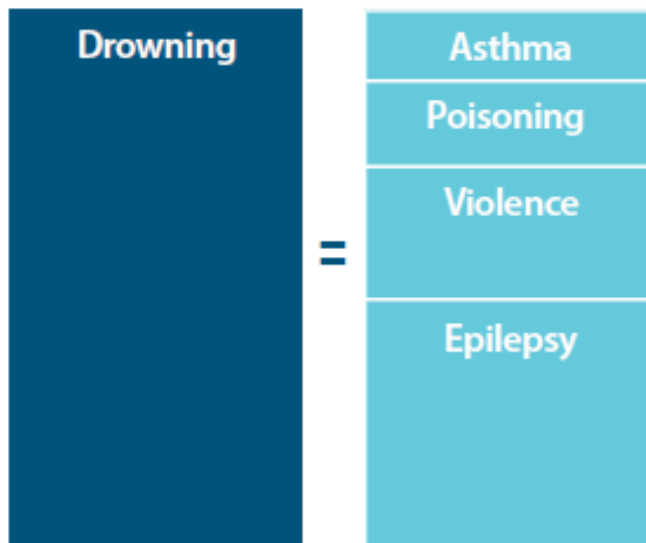 Drowning
=
Asthma
Poisoning
Violence
Epilepsy